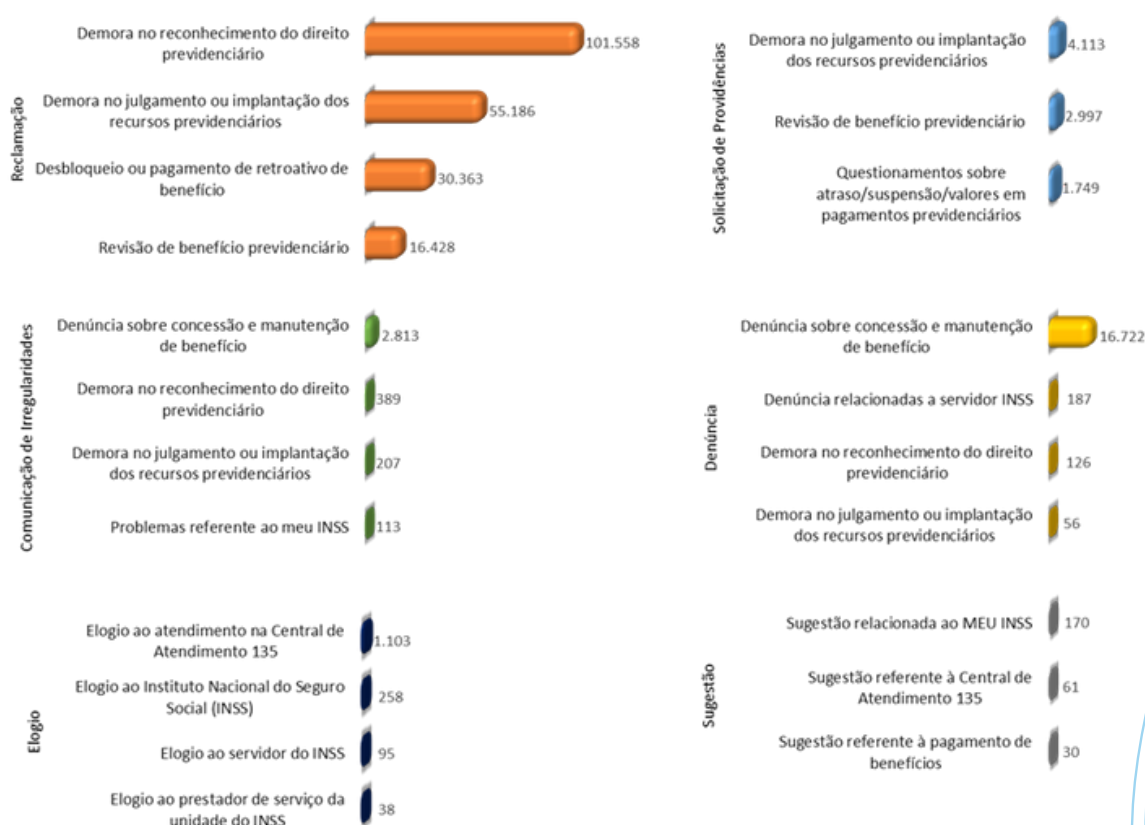 Reclamação
Demora no reconhecimento do direito
previdenciário
101.558
Demora no julgamento ou implantação dos
recursos previdenciários
55.186
Desbloqueio ou pagamento de retroativo de
benefício
30.363
Revisão de benefício previdenciário
16.428
Solicitação de Providências
Demora no julgamento ou implantação
dos recursos previdenciários
4.113
Revisão de benefício previdenciário
2.997
Questionamentos sobre
atraso/suspensão/valores em
pagamentos previdenciários
1.749
Comunicação de Irregularidades
Denúncia sobre concessão e manutenção
de benefício
2.813
Demora no reconhecimento do direito
previdenciário
389
Demora no julgamento ou implantação
dos recursos previdenciários
207
Problemas referente ao meu INSS
113
Denúncia
Denúncia sobre concessão e manutenção
de benefício
16.722
Denúncia relacionadas a servidor INSS
187
Demora no reconhecimento do direito
previdenciário
126
Demora no julgamento ou implantação
dos recursos previdenciários
56
Elogio
Elogio ao atendimento na Central de
Atendimento 135
1.103
Elogio ao Instituto Nacional do Seguro
Social (INSS)
258
Elogio ao servidor do INSS
95
Elogio ao prestador de serviço da
unidade do INSS
38
Sugestão
Sugestão relacionada ao MEU INSS
170
Sugestão referente à Central de
Atendimento 135
61
Sugestão referente à pagamento de
benefícios
30